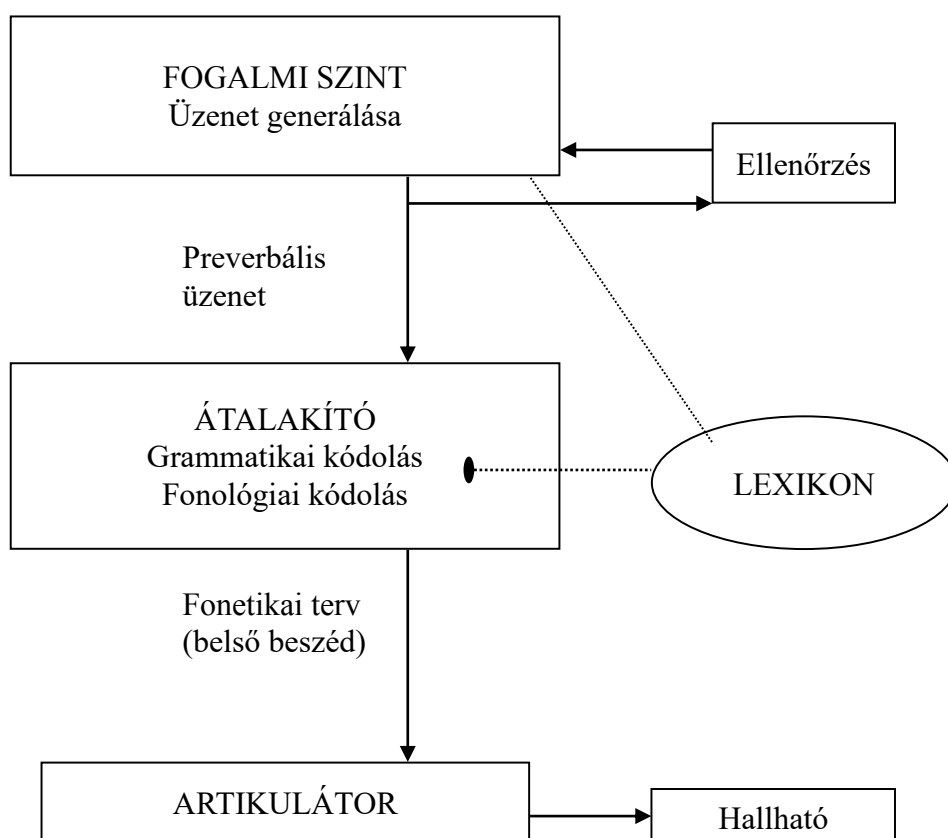 FOGALMI SZINT
Üzenet generálása
Ellenőrzés
Preverbális
üzenet
ÁTALAKÍTÓ
Grammatikai kódolás
Fonológiai kódolás
LEXIKON
Fonetikai terv
(belső beszéd)
ARTIKULÁTOR
Hallható